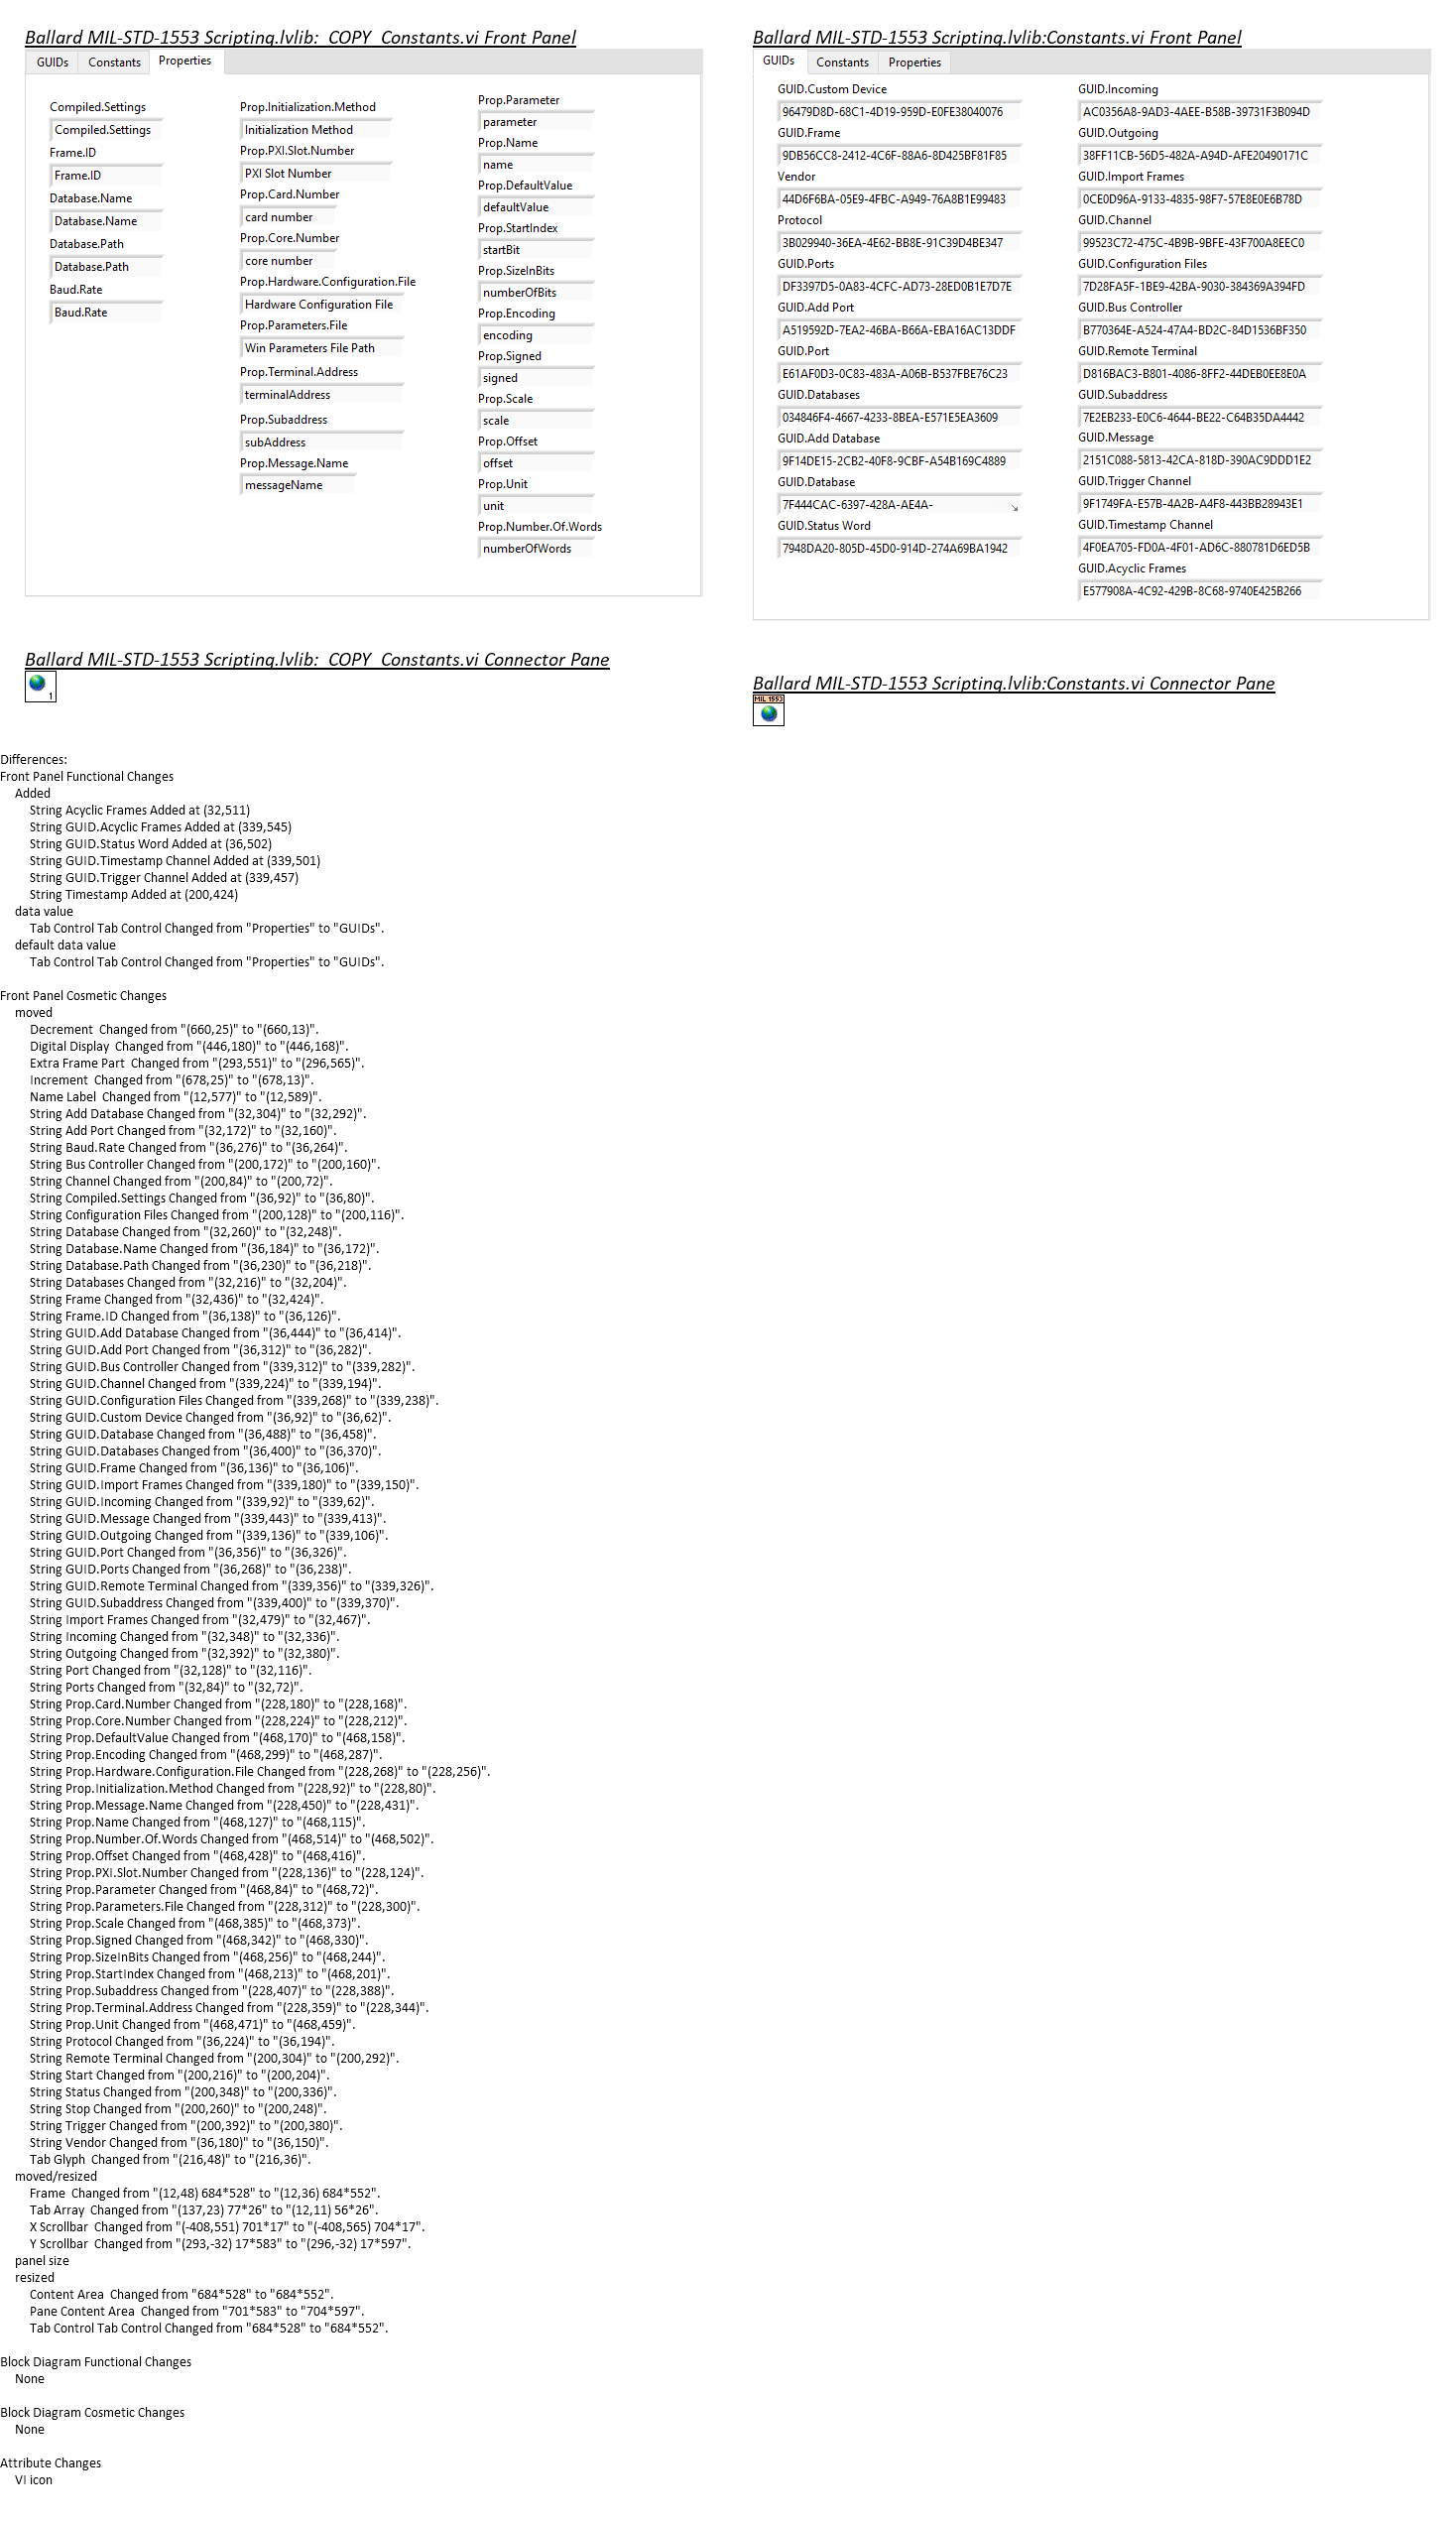 Ballard MIL-STD-1553 Scripting.lvlib:_COPY_Constants.vi Front Panel
GUIDs Constants Properties
Compiled.Settings
Compiled.Settings
Frame.ID
Frame.ID
Database.Name
Database.Name
Database.Path
Database.Path
Baud.Rate
Baud.Rate
Prop.Initialization.Method
Initialization Method
Prop.PXI.Slot.Number
PXI Slot Number
Prop.Card.Number
card number
Prop.Core.Number
core number
Prop.Hardware.Configuration.File
Hardware Configuration File
Prop.Parameters.File
Win Parameters File Path
Prop.Terminal.Address
terminalAddress
Prop.Subaddress
subAddress
Prop.Message.Name
messageName
Prop.Parameter
parameter
Prop.Name
name
Prop.DefaultValue
defaultValue
Prop.StartIndex
startBit
Prop.SizeInBits
numberOfBits
Prop.Encoding
encoding
Prop.Signed
signed
Prop.Scale
scale
Prop.Offset
offset
Prop.Unit
unit
Prop.Number.Of.Words
numberOfWords
Ballard MIL-STD-1553 Scripting.lvlib:Constants.vi Front Panel
GUIDs Constants Properties
GUID.Custom Device
96479D8D-68C1-4D19-959D-E0FE38040076
GUID.Frame
9DB56CC8-2412-4C6F-88A6-8D425BF81F85
Vendor
44D6F6BA-05E9-4FBC-A949-76A8B1E99483
Protocol
3B029940-36EA-4E62-BB8E-91C39D4BE347
GUID.Ports
DF3397D5-0A83-4CFC-AD73-28ED0B1E7D7E
GUID.Add Port
A519592D-7EA2-46BA-B66A-EBA16AC13DDF
GUID.Port
E61AF0D3-0C83-483A-A06B-B537FBE76C23
GUID.Databases
034846F4-4667-4233-8BEA-E571E5EA3609
GUID.Add Database
9F14DE15-2CB2-40F8-9CBF-A54B169C4889
GUID.Database
7F444CAC-6397-428A-AE4A-
GUID.Status Word
7948DA20-805D-45D0-914D-274A69BA1942
GUID.Incoming
AC0356A8-9AD3-4AEE-B58B-39731F3B094D
GUID.Outgoing
38FF11CB-56D5-482A-A94D-AFE20490171C
GUID.Import Frames
0CE0D96A-9133-4835-98F7-57E8E0E6B78D
GUID.Channel
99523C72-475C-4B9B-9BFE-43F700A8EEC0
GUID.Configuration Files
7D28FA5F-1BE9-42BA-9030-384369A394FD
GUID.Bus Controller
B770364E-A524-47A4-BD2C-84D1536BF350
GUID.Remote Terminal
D816BAC3-B801-4086-8FF2-44DEB0EE8E0A
GUID.Subaddress
7E2EB233-E0C6-4644-BE22-C64B35DA4442
GUID.Message
2151C088-5813-42CA-818D-390AC9DDD1E2
GUID.Trigger Channel
9F1749FA-E57B-4A2B-A4F8-443BB28943E1
GUID.Timestamp Channel
4F0EA705-FD0A-4F01-AD6C-880781D6ED5B
GUID.Acyclic Frames
E577908A-4C92-429B-8C68-9740E425B266
Ballard MIL-STD-1553 Scripting.lvlib:_COPY_Constants.vi Connector Pane
1
Ballard MIL-STD-1553 Scripting.lvlib:Constants.vi Connector Pane
MIL 1553
Differences:
Front Panel Functional Changes
Added
String Acyclic Frames Added at (32,511)
String GUID.Acyclic Frames Added at (339,545)
String GUID.Status Word Added at (36,502)
String GUID.Timestamp Channel Added at (339,501)
String GUID.Trigger Channel Added at (339,457)
String Timestamp Added at (200,424)
data value
Tab Control Tab Control Changed from "Properties" to "GUIDs".
default data value
Tab Control Tab Control Changed from "Properties" to "GUIDs".
Front Panel Cosmetic Changes
moved
Decrement  Changed from "(660,25)" to "(660,13)".
Digital Display  Changed from "(446,180)" to "(446,168)".
Extra Frame Part  Changed from "(293,551)" to "(296,565)".
Increment  Changed from "(678,25)" to "(678,13)".
Name Label  Changed from "(12,577)" to "(12,589)".
String Add Database Changed from "(32,304)" to "(32,292)".
String Add Port Changed from "(32,172)" to "(32,160)".
String Baud.Rate Changed from "(36,276)" to "(36,264)".
String Bus Controller Changed from "(200,172)" to "(200,160)".
String Channel Changed from "(200,84)" to "(200,72)".
String Compiled.Settings Changed from "(36,92)" to "(36,80)".
String Configuration Files Changed from "(200,128)" to "(200,116)".
String Database Changed from "(32,260)" to "(32,248)".
String Database.Name Changed from "(36,184)" to "(36,172)".
String Database.Path Changed from "(36,230)" to "(36,218)".
String Databases Changed from "(32,216)" to "(32,204)".
String Frame Changed from "(32,436)" to "(32,424)".
String Frame.ID Changed from "(36,138)" to "(36,126)".
String GUID.Add Database Changed from "(36,444)" to "(36,414)".
String GUID.Add Port Changed from "(36,312)" to "(36,282)".
String GUID.Bus Controller Changed from "(339,312)" to "(339,282)".
String GUID.Channel Changed from "(339,224)" to "(339,194)".
String GUID.Configuration Files Changed from "(339,268)" to "(339,238)".
String GUID.Custom Device Changed from "(36,92)" to "(36,62)".
String GUID.Database Changed from "(36,488)" to "(36,458)".
String GUID.Databases Changed from "(36,400)" to "(36,370)".
String GUID.Frame Changed from "(36,136)" to "(36,106)".
String GUID.Import Frames Changed from "(339,180)" to "(339,150)".
String GUID.Incoming Changed from "(339,92)" to "(339,62)".
String GUID.Message Changed from "(339,443)" to "(339,413)".
String GUID.Outgoing Changed from "(339,136)" to "(339,106)".
String GUID.Port Changed from "(36,356)" to "(36,326)".
String GUID.Ports Changed from "(36,268)" to "(36,238)".
String GUID.Remote Terminal Changed from "(339,356)" to "(339,326)".
String GUID.Subaddress Changed from "(339,400)" to "(339,370)".
String Import Frames Changed from "(32,479)" to "(32,467)".
String Incoming Changed from "(32,348)" to "(32,336)".
String Outgoing Changed from "(32,392)" to "(32,380)".
String Port Changed from "(32,128)" to "(32,116)".
String Ports Changed from "(32,84)" to "(32,72)".
String Prop.Card.Number Changed from "(228,180)" to "(228,168)".
String Prop.Core.Number Changed from "(228,224)" to "(228,212)".
String Prop.DefaultValue Changed from "(468,170)" to "(468,158)".
String Prop.Encoding Changed from "(468,299)" to "(468,287)".
String Prop.Hardware.Configuration.File Changed from "(228,268)" to "(228,256)".
String Prop.Initialization.Method Changed from "(228,92)" to "(228,80)".
String Prop.Message.Name Changed from "(228,450)" to "(228,431)".
String Prop.Name Changed from "(468,127)" to "(468,115)".
String Prop.Number.Of.Words Changed from "(468,514)" to "(468,502)".
String Prop.Offset Changed from "(468,428)" to "(468,416)".
String Prop.PXI.Slot.Number Changed from "(228,136)" to "(228,124)".
String Prop.Parameter Changed from "(468,84)" to "(468,72)".
String Prop.Parameters.File Changed from "(228,312)" to "(228,300)".
String Prop.Scale Changed from "(468,385)" to "(468,373)".
String Prop.Signed Changed from "(468,342)" to "(468,330)".
String Prop.SizeInBits Changed from "(468,256)" to "(468,244)".
String Prop.StartIndex Changed from "(468,213)" to "(468,201)".
String Prop.Subaddress Changed from "(228,407)" to "(228,388)".
String Prop.Terminal.Address Changed from "(228,359)" to "(228,344)".
String Prop.Unit Changed from "(468,471)" to "(468,459)".
String Protocol Changed from "(36,224)" to "(36,194)".
String Remote Terminal Changed from "(200,304)" to "(200,292)".
String Start Changed from "(200,216)" to "(200,204)".
String Status Changed from "(200,348)" to "(200,336)".
String Stop Changed from "(200,260)" to "(200,248)".
String Trigger Changed from "(200,392)" to "(200,380)".
String Vendor Changed from "(36,180)" to "(36,150)".
Tab Glyph  Changed from "(216,48)" to "(216,36)".
moved/resized
Frame  Changed from "(12,48) 684*528" to "(12,36) 684*552".
Tab Array  Changed from "(137,23) 77*26" to "(12,11) 56*26".
X Scrollbar  Changed from "(-408,551) 701*17" to "(-408,565) 704*17".
Y Scrollbar  Changed from "(293,-32) 17*583" to "(296,-32) 17*597".
panel size
resized
Content Area  Changed from "684*528" to "684*552".
Pane Content Area  Changed from "701*583" to "704*597".
Tab Control Tab Control Changed from "684*528" to "684*552".
Block Diagram Functional Changes
None
Block Diagram Cosmetic Changes
None
Attribute Changes
VI icon